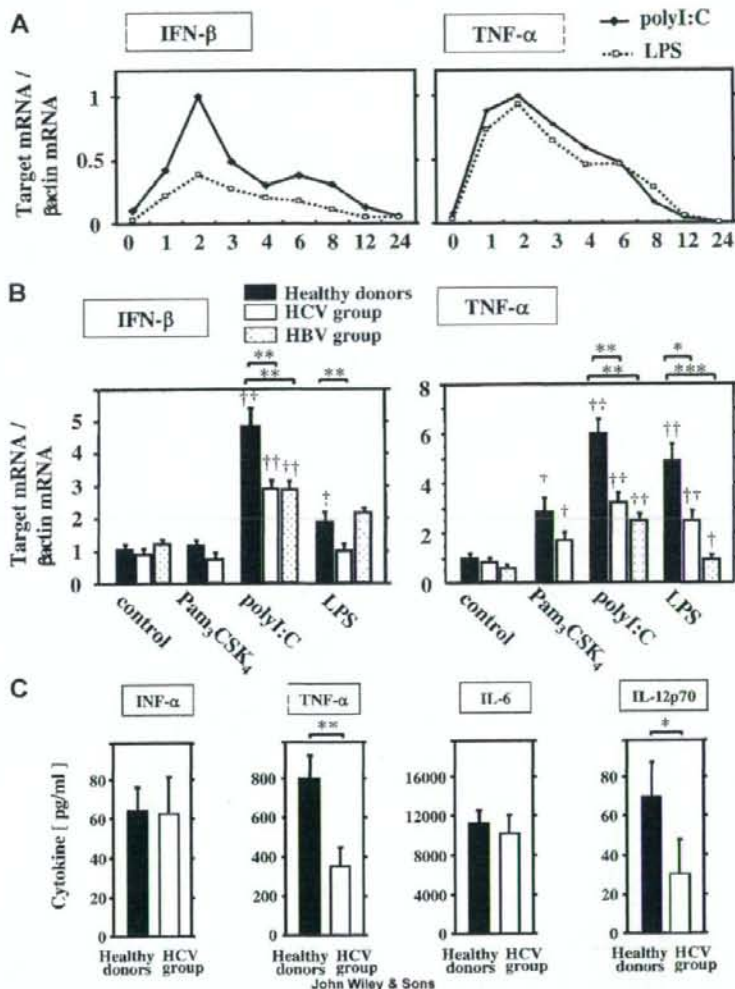 A
IFN-β
TNF-α
polyI:C
LPS
Target mRNA /
βactin mRNA
1
0.5
0
0 1 2 3 4 6 8 12 24
0 1 2 3 4 6 8 12 24
B
IFN-β
Healthy donors
HCV group
HBV group
TNF-α
** ** **
** ** * ***
Target mRNA /
βactin mRNA
5
4
3
2
1
0
†† †† †† †
8
6
4
2
0
† † †† †† †† †† †† †
control Pam3CSK4 polyI:C LPS
control Pam3CSK4 polyI:C LPS
C
INF-α
TNF-α
IL-6
IL-12p70
**
*
Cytokine [ pg/ml ]
80
60
40
20
0
800
600
400
200
0
16000
12000
8000
4000
0
80
60
40
20
0
Healthy donors HCV group
Healthy donors HCV group
Healthy donors HCV group
Healthy donors HCV group
John Wiley & Sons